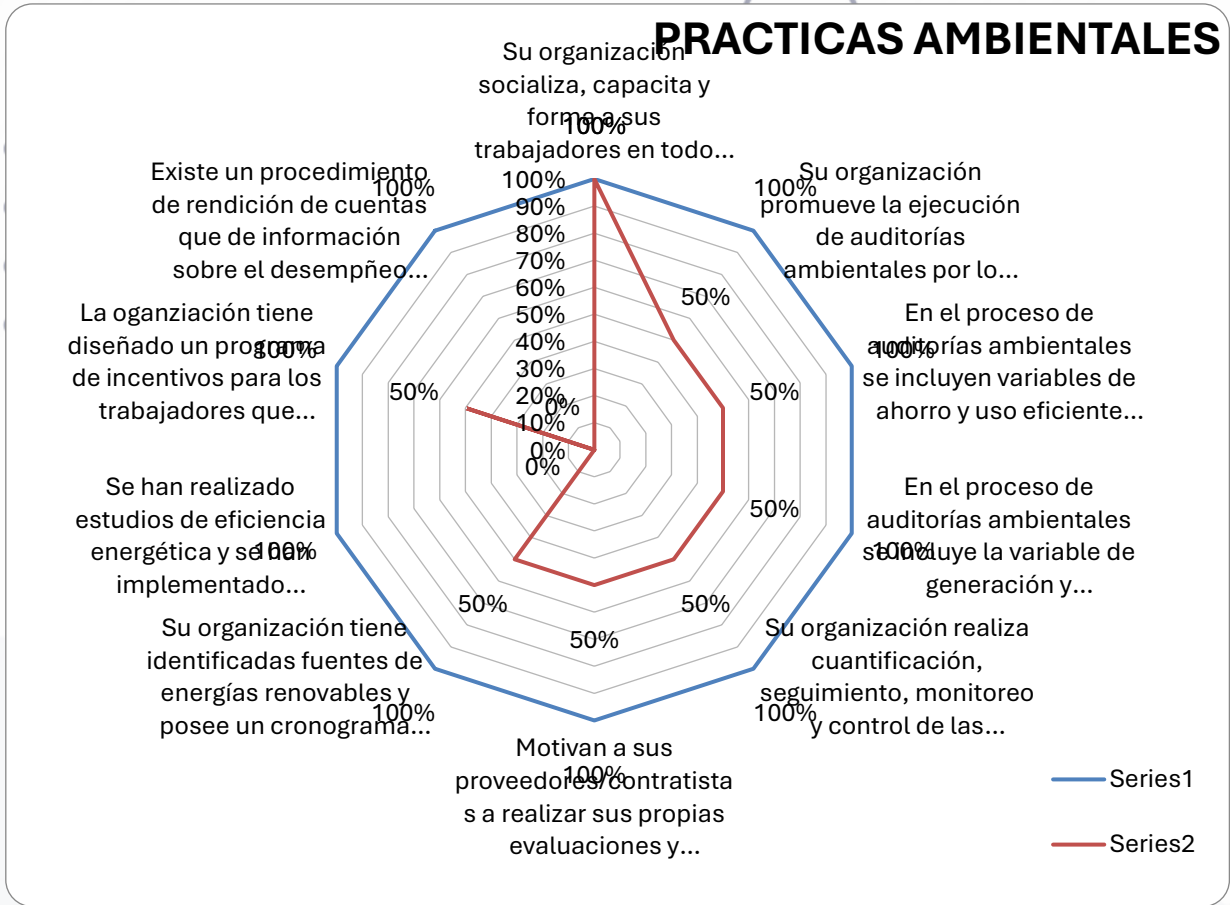 PRACTICAS AMBIENTALES
Su organización
socializa, capacita y
forma a sus
trabajadores en todo...
100%
Su organización
promueve la ejecución
de auditorías
ambientales por lo...
100%
En el proceso de
auditorías ambientales
se incluyen variables de
ahorro y uso eficiente...
100%
En el proceso de
auditorías ambientales
se incluye la variable de
generación y...
100%
Su organización realiza
cuantificación,
seguimiento, monitoreo
y control de las...
100%
Motivan a sus
proveedores/contratista
s a realizar sus propias
evaluaciones y...
100%
Su organización tiene
identificadas fuentes de
energías renovables y
posee un cronograma...
100%
Se han realizado
estudios de eficiencia
energética y se han
implementado...
100%
La oganziación tiene
diseñado un programa
de incentivos para los
trabajadores que...
100%
Existe un procedimiento
de rendición de cuentas
que de información
sobre el desempñeo...
100%
100%
90%
80%
70%
60%
50%
40%
30%
20%
10%
0%
50%
50%
50%
50%
50%
50%
0%
50%
0%
Series1
Series2